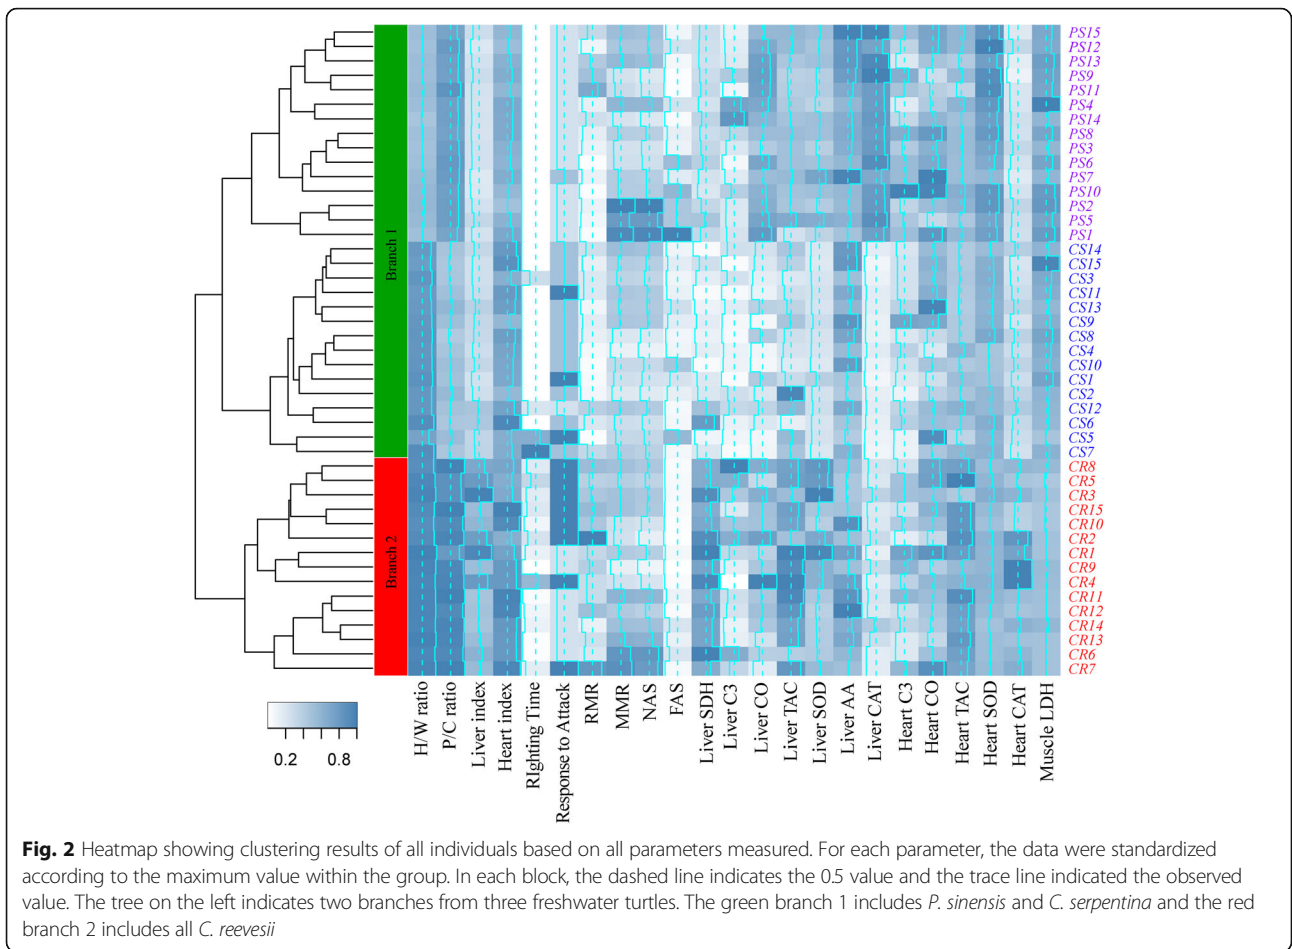 Branch 1
Branch 2
PS15
PS12
PS13
PS9
PS11
PS4
PS14
PS8
PS3
PS6
PS7
PS10
PS2
PS5
PS1
CS14
CS15
CS3
CS11
CS13
CS9
CS8
CS4
CS10
CS1
CS2
CS12
CS6
CS5
CS7
CR8
CR5
CR3
CR15
CR10
CR2
CR1
CR9
CR4
CR11
CR12
CR14
CR13
CR6
CR7
H/W ratio
P/C ratio
Liver index
Heart index
RIghting Time
Response to Attack
RMR
MMR
NAS
FAS
Liver SDH
Liver C3
Liver CO
Liver TAC
Liver SOD
Liver AA
Liver CAT
Heart C3
Heart CO
Heart TAC
Heart SOD
Heart CAT
Muscle LDH
0.2 0.8
Fig. 2 Heatmap showing clustering results of all individuals based on all parameters measured. For each parameter, the data were standardized
according to the maximum value within the group. In each block, the dashed line indicates the 0.5 value and the trace line indicated the observed
value. The tree on the left indicates two branches from three freshwater turtles. The green branch 1 includes P. sinensis and C. serpentina and the red
branch 2 includes all C. reevesii